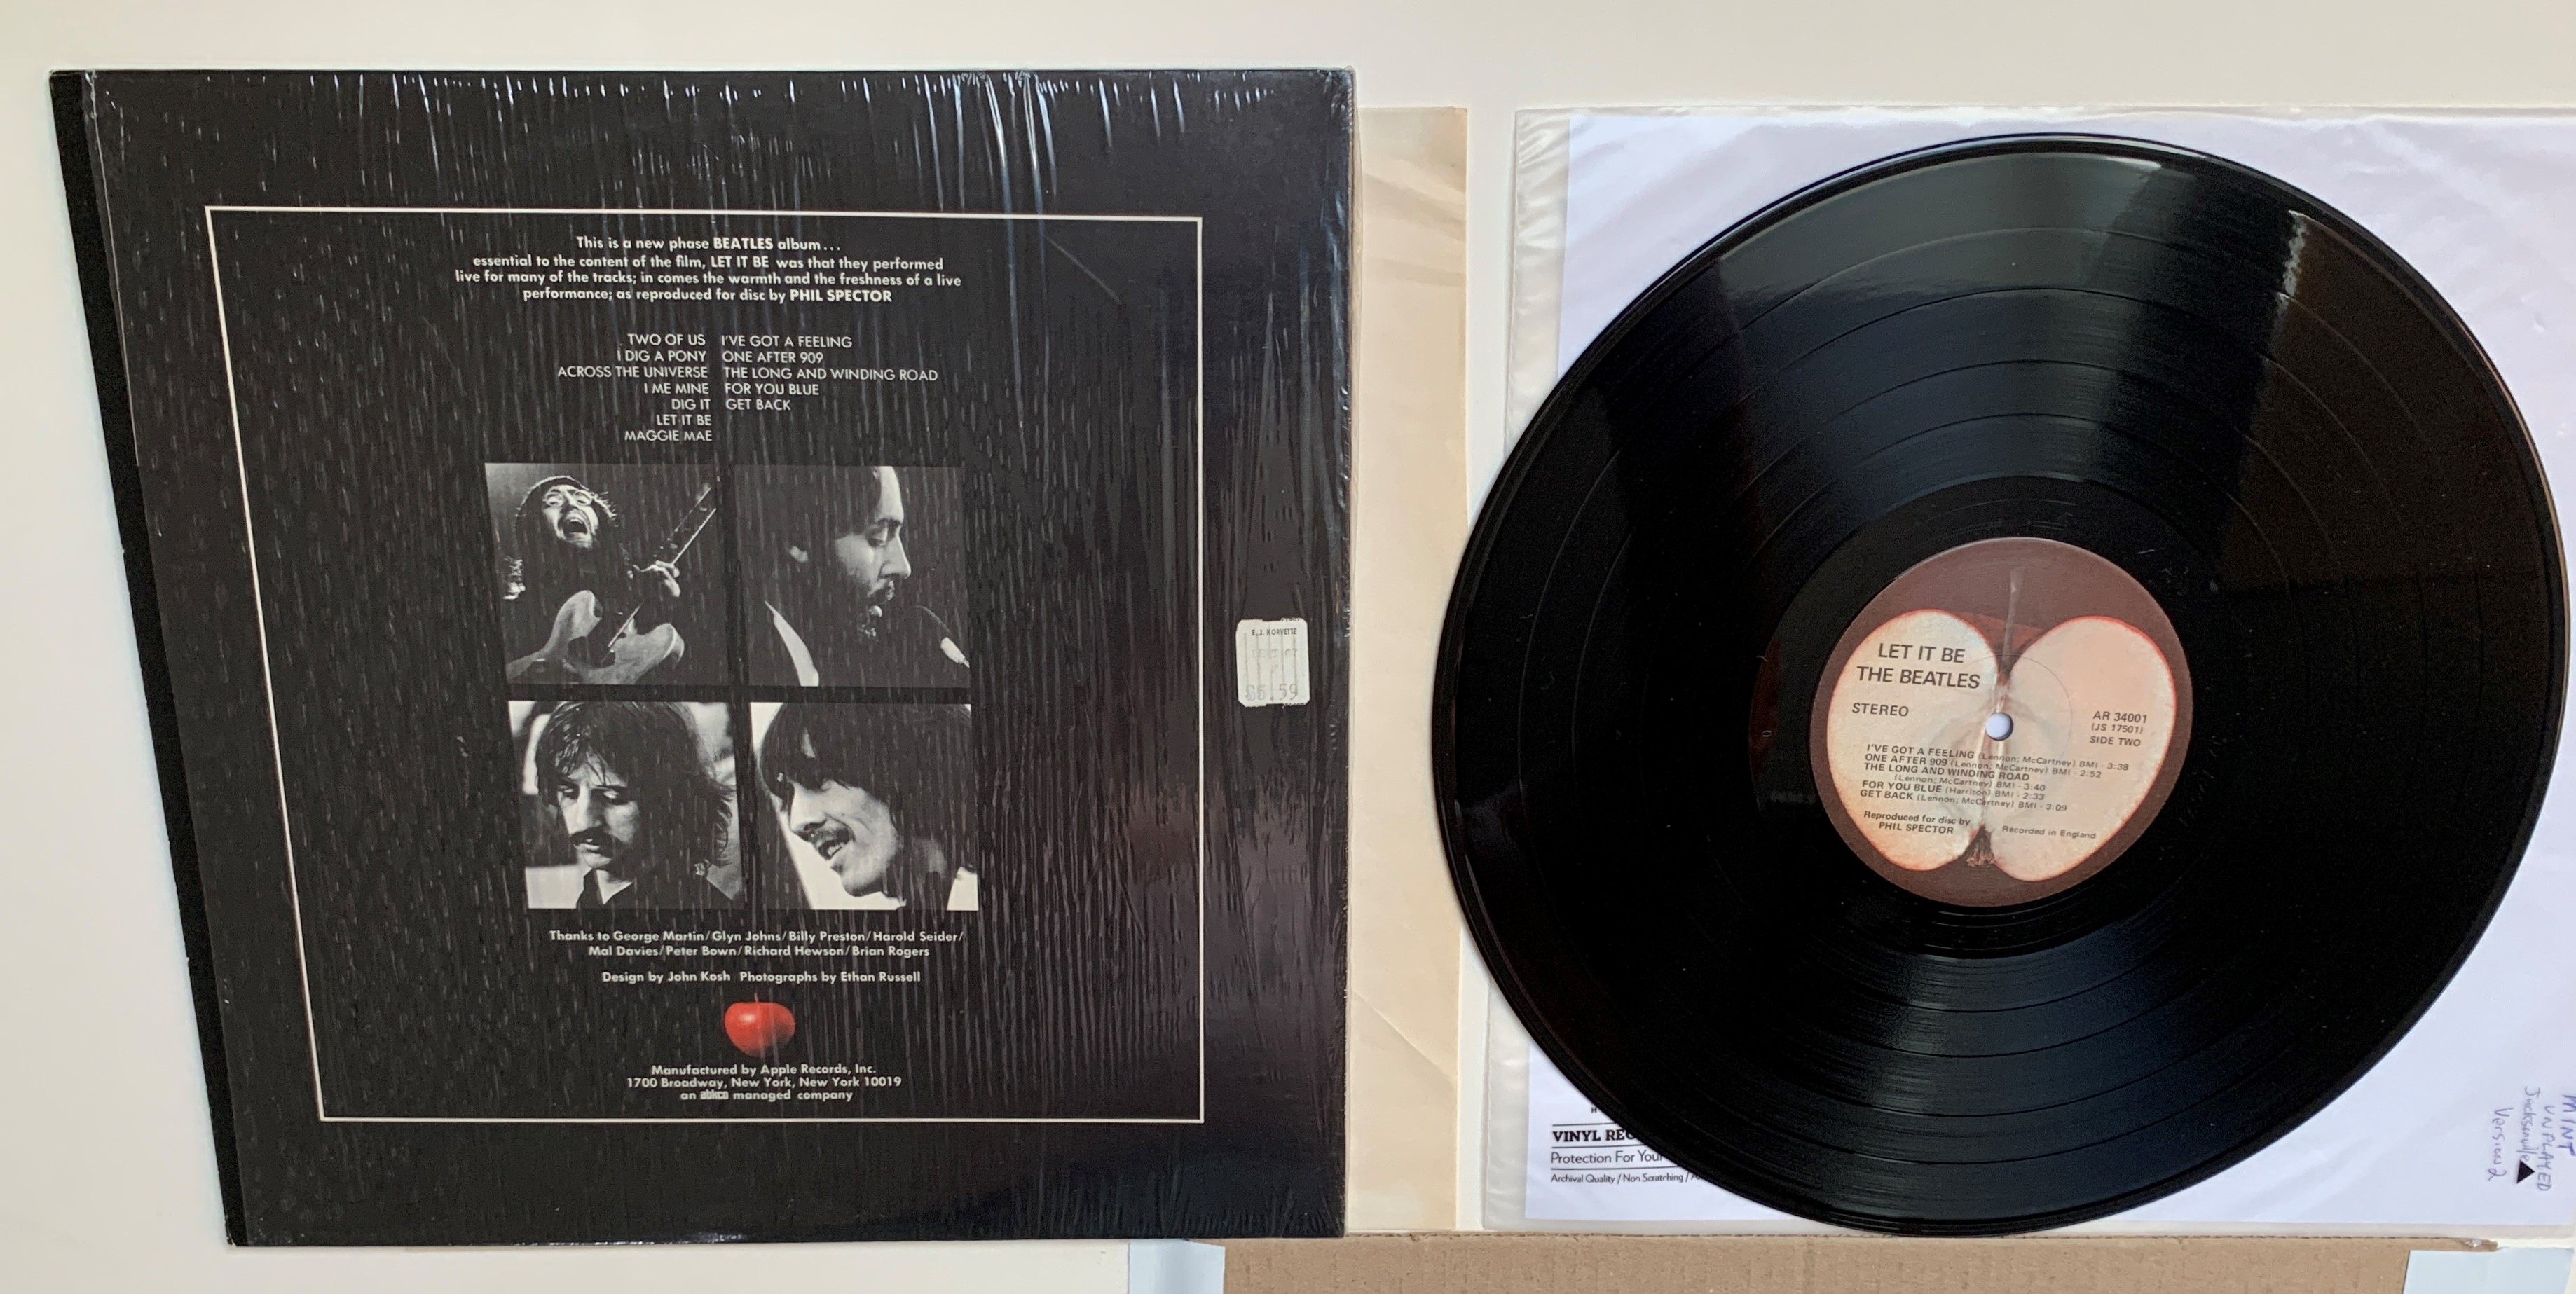 This is a new phase BEATLES album...
essential to the content of the film, LET IT BE was that they performed
live for many of the tracks; in comes the warmth and the freshness of a live
performance; as reproduced for disc by PHIL SPECTOR
TWO OF US I'VE GOT A FEELING
I DIG A PONY ONE AFTER 909
ACROSS THE UNIVERSE THE LONG AND WINDING ROAD
I ME MINE FOR YOU BLUE
DIG IT GET BACK
LET IT BE
MAGGIE MAE
Thanks to George Martin/Glyn Johns/Billy Preston/Harold Seider/
Mal Davies/Peter Bown/Richard Hewson/Brian Rogers
Design by John Kosh Photographs by Ethan Russell
Manufactured by Apple Records, Inc.
1700 Broadway, New York, New York 10019
an abkco managed company
E.J. KORVETTE
$5.59
LET IT BE
THE BEATLES
STEREO
AR 34001
(JS 17501)
SIDE TWO
I'VE GOT A FEELING (Lennon; McCartney) BMI - 3:38
ONE AFTER 909 (Lennon; McCartney) BMI - 2:52
THE LONG AND WINDING ROAD
(Lennon; McCartney) BMI - 3:40
FOR YOU BLUE (Harrison) BMI - 2:33
GET BACK (Lennon; McCartney) BMI - 3:09
Reproduced for disc by
PHIL SPECTOR
Recorded in England
VINYL
Protection For Your
Archival Quality / Non Scratching /
MINT
UNPLAYED
Jacksonville
Version 2